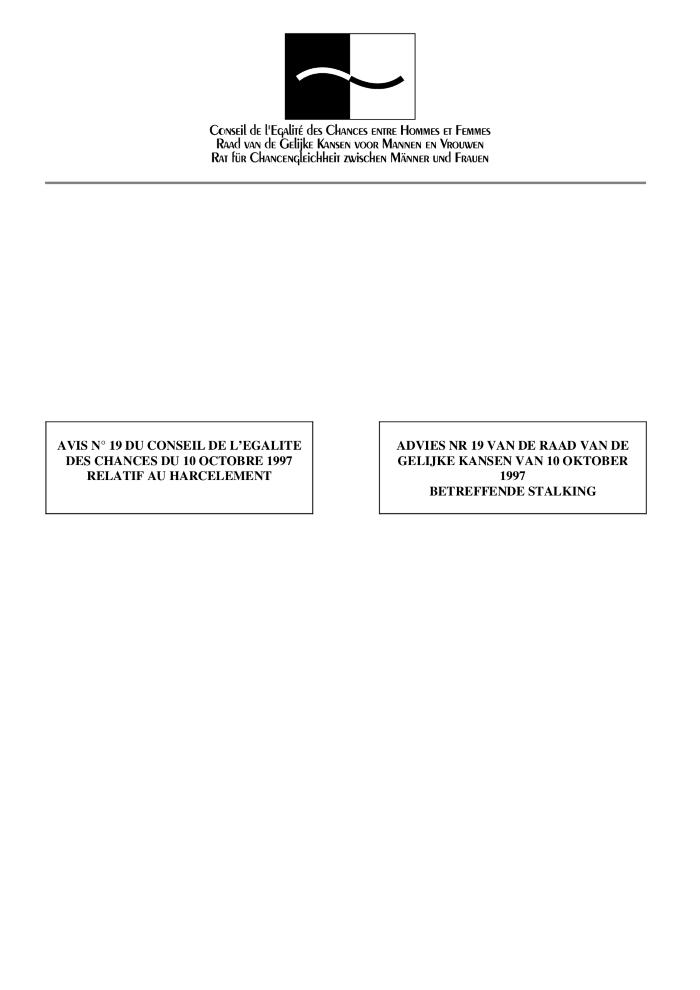 Conseil de l'Egalité des Chances entre Hommes et Femmes
Raad van de Gelijke Kansen voor Mannen en Vrouwen
Rat für Chancengleichheit zwischen Männer und Frauen
AVIS N° 19 DU CONSEIL DE L'EGALITE
DES CHANCES DU 10 OCTOBRE 1997
RELATIF AU HARCELEMENT
ADVIES NR 19 VAN DE RAAD VAN DE
GELIJKE KANSEN VAN 10 OKTOBER
1997
BETREFFENDE STALKING